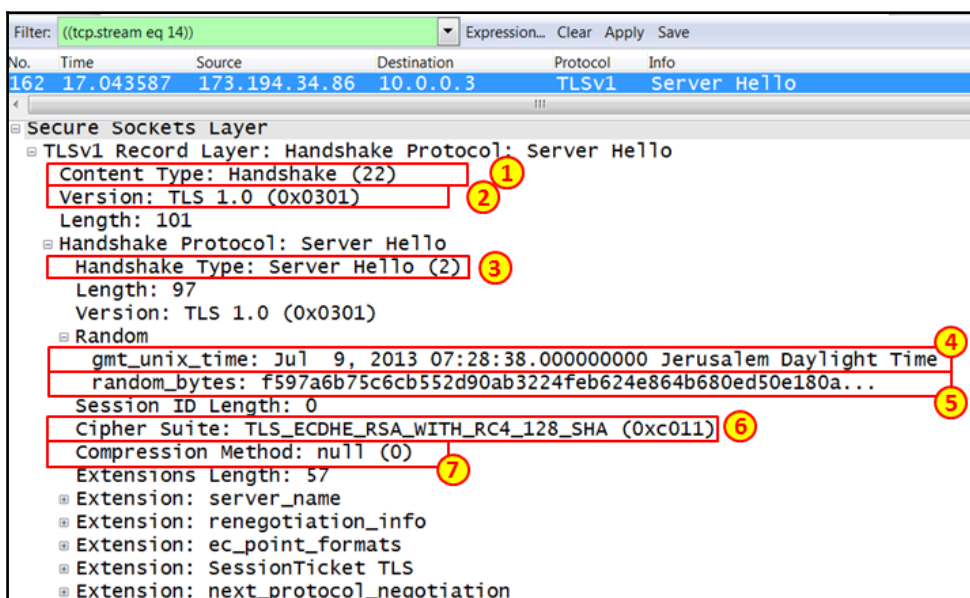 Filter: ((tcp.stream eq 14)) Expression... Clear Apply Save
No. Time Source Destination Protocol Info
162 17.043587 173.194.34.86 10.0.0.3 TLSv1 Server Hello
Secure Sockets Layer
TLSv1 Record Layer: Handshake Protocol: Server Hello
Content Type: Handshake (22) 1
Version: TLS 1.0 (0x0301) 2
Length: 101
Handshake Protocol: Server Hello
Handshake Type: Server Hello (2) 3
Length: 97
Version: TLS 1.0 (0x0301)
Random 4
gmt_unix_time: Jul 9, 2013 07:28:38.000000000 Jerusalem Daylight Time
random_bytes: f597a6b75c6cb552d90ab3224feb624e864b680ed50e180a...
Session ID Length: 0 5
Cipher Suite: TLS_ECDHE_RSA_WITH_RC4_128_SHA (0xc011) 6
Compression Method: null (0) 7
Extensions Length: 57
Extension: server_name
Extension: renegotiation_info
Extension: ec_point_formats
Extension: SessionTicket TLS
Extension: next_protocol_negotiation